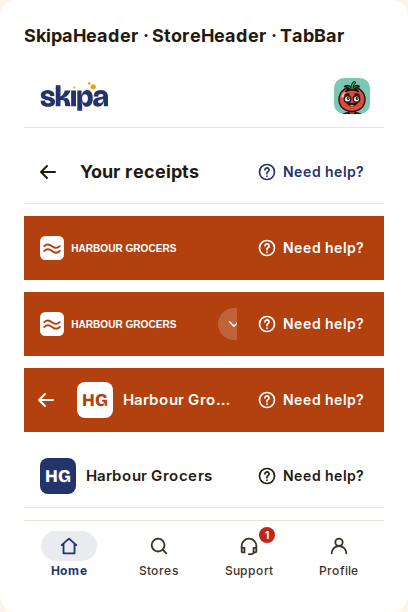 SkipaHeader · StoreHeader · TabBar
skipa
Your receipts
Need help?
HARBOUR GROCERS
Need help?
HARBOUR GROCERS
Need help?
HG
Harbour Gro...
Need help?
HG
Harbour Grocers
Need help?
1
Home
Stores
Support
Profile